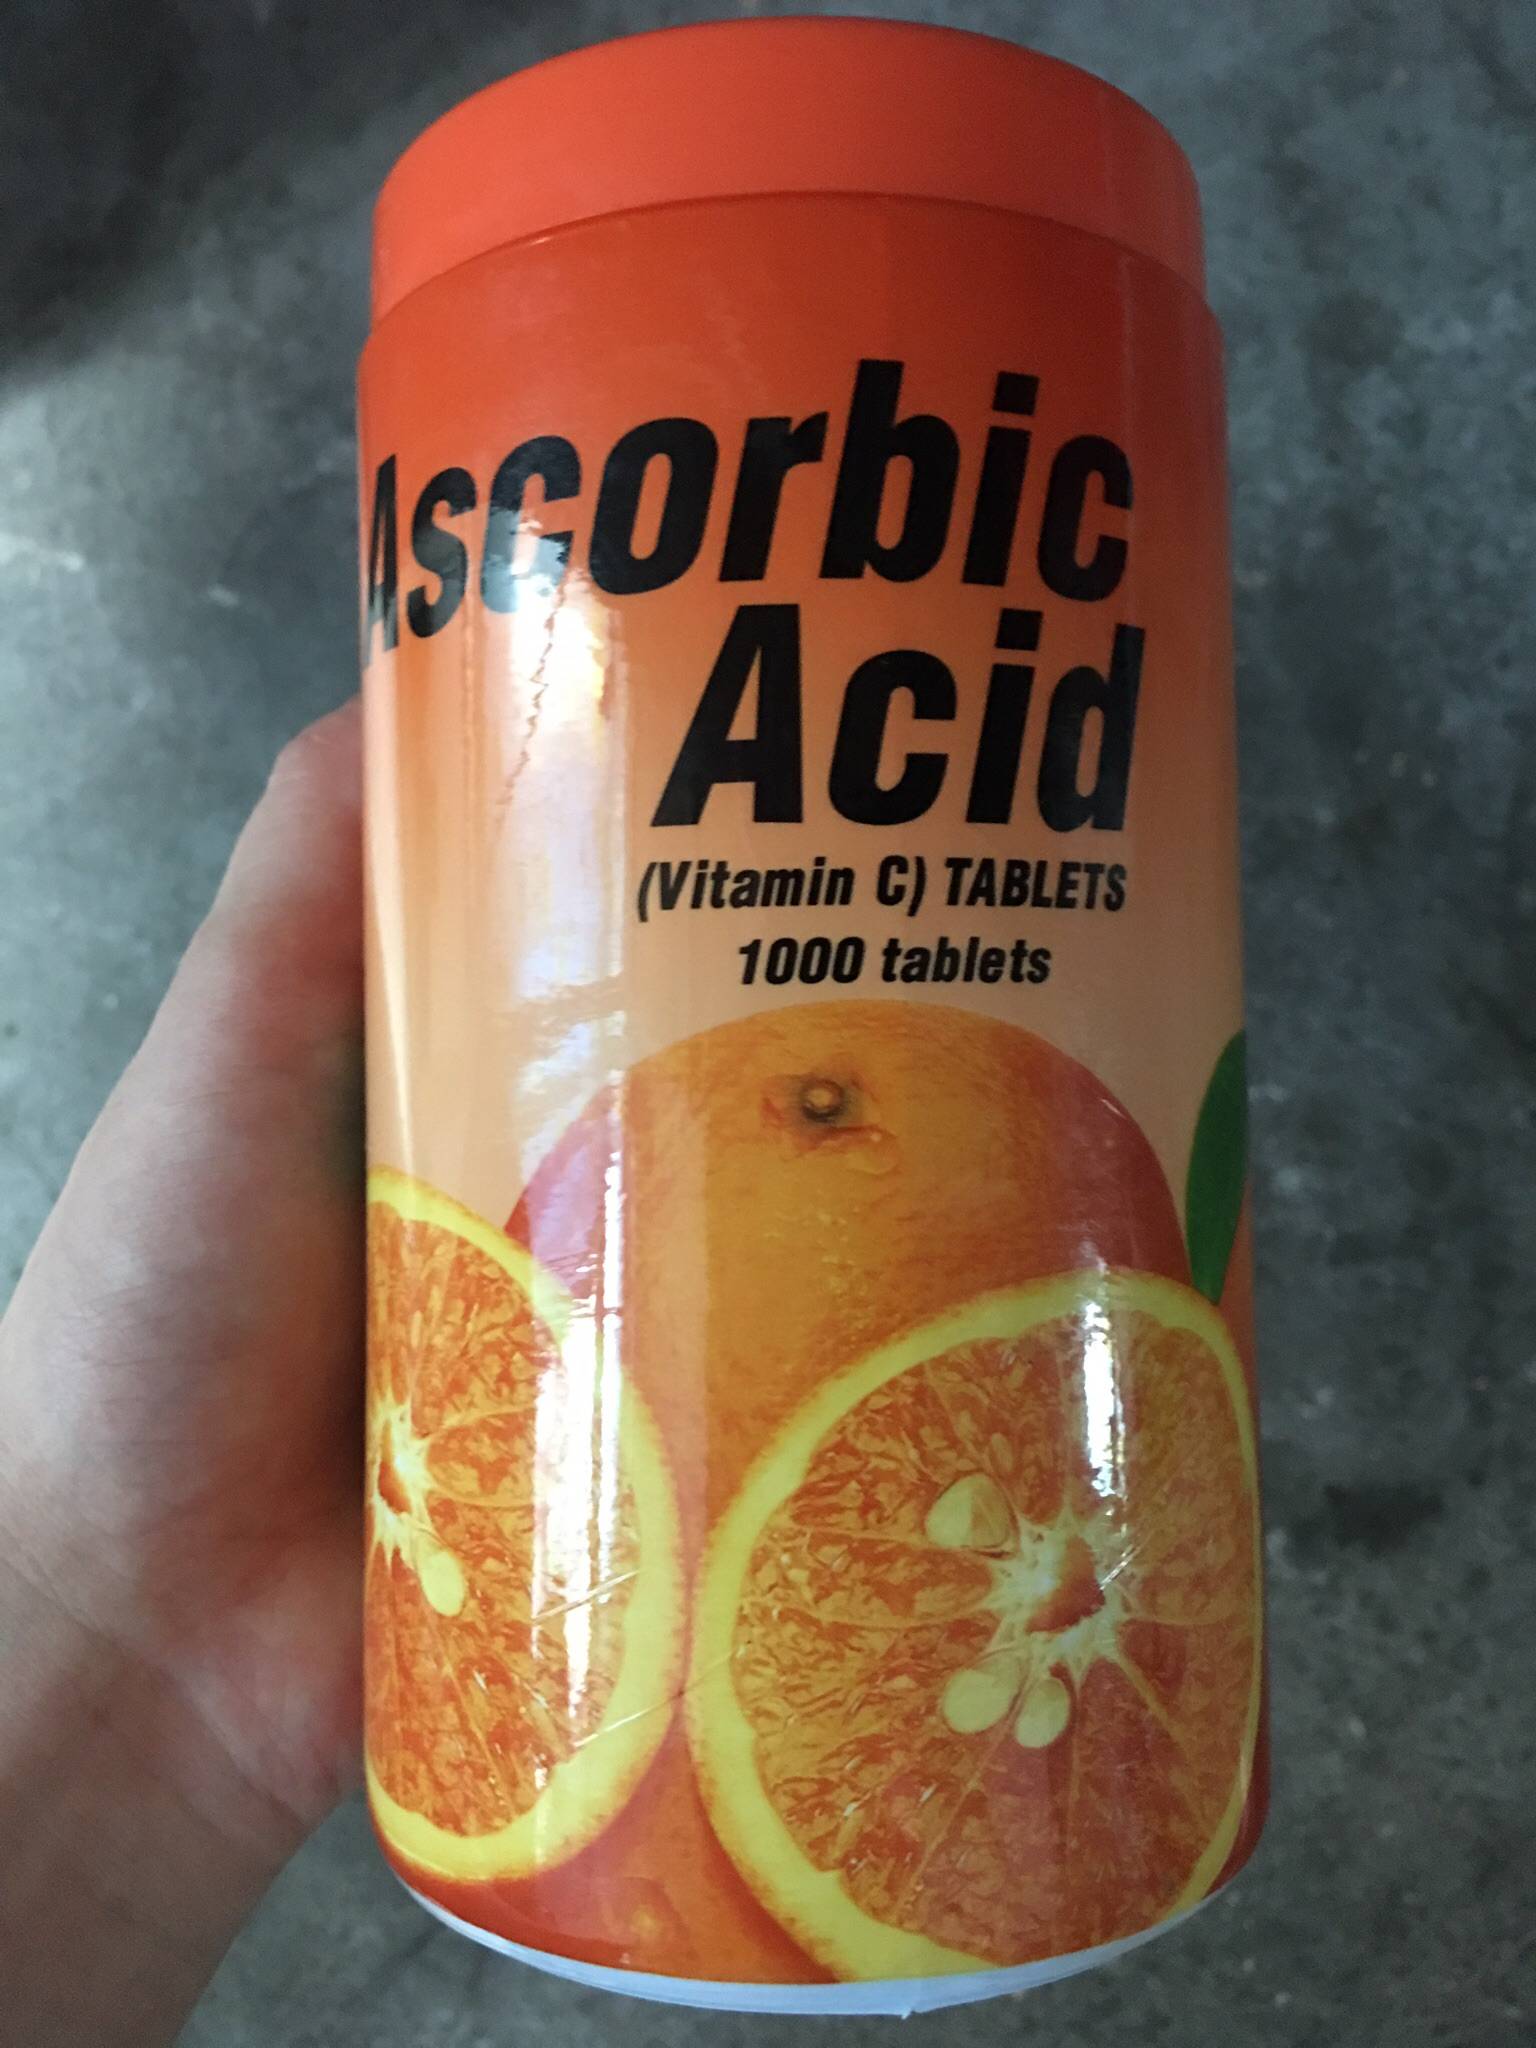 Ascorbic
Acid
(Vitamin C) TABLETS
1000 tablets